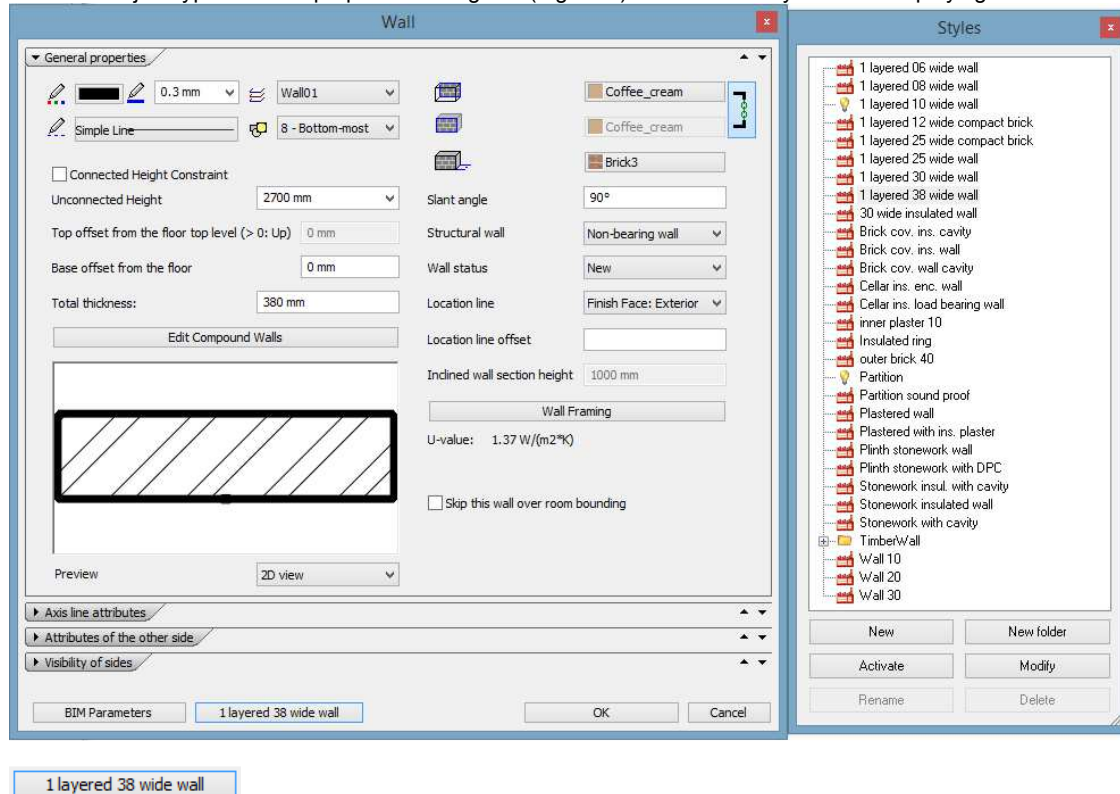 Wall
x
General properties
0.3 mm
Wall01
Simple Line
8 - Bottom-most
Connected Height Constraint
Unconnected Height
2700 mm
Top offset from the floor top level (> 0: Up)
0 mm
Base offset from the floor
0 mm
Total thickness:
380 mm
Edit Compound Walls
Preview
2D view
Coffee_cream
Coffee_cream
Brick3
Slant angle
90°
Structural wall
Non-bearing wall
Wall status
New
Location line
Finish Face: Exterior
Location line offset
Inclined wall section height
1000 mm
Wall Framing
U-value: 1.37 W/(m2*K)
Skip this wall over room bounding
Axis line attributes
Attributes of the other side
Visibility of sides
BIM Parameters
1 layered 38 wide wall
OK
Cancel
Styles
x
1 layered 06 wide wall
1 layered 08 wide wall
1 layered 10 wide wall
1 layered 12 wide compact brick
1 layered 25 wide compact brick
1 layered 25 wide wall
1 layered 30 wide wall
1 layered 38 wide wall
30 wide insulated wall
Brick cov. ins. cavity
Brick cov. ins. wall
Brick cov. wall cavity
Cellar ins. enc. wall
Cellar ins. load bearing wall
inner plaster 10
Insulated ring
outer brick 40
Partition
Partition sound proof
Plastered wall
Plastered with ins. plaster
Plinth stonework wall
Plinth stonework with DPC
Stonework insul. with cavity
Stonework insulated wall
Stonework with cavity
TimberWall
Wall 10
Wall 20
Wall 30
New
New folder
Activate
Modify
Rename
Delete
1 layered 38 wide wall